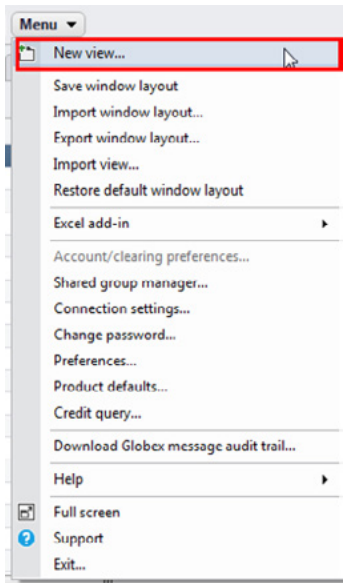 Menu
New view...
Save window layout
Import window layout...
Export window layout...
Import view...
Restore default window layout
Excel add-in
Account/clearing preferences...
Shared group manager...
Connection settings...
Change password...
Preferences...
Product defaults...
Credit query...
Download Globex message audit trail...
Help
Full screen
Support
Exit...